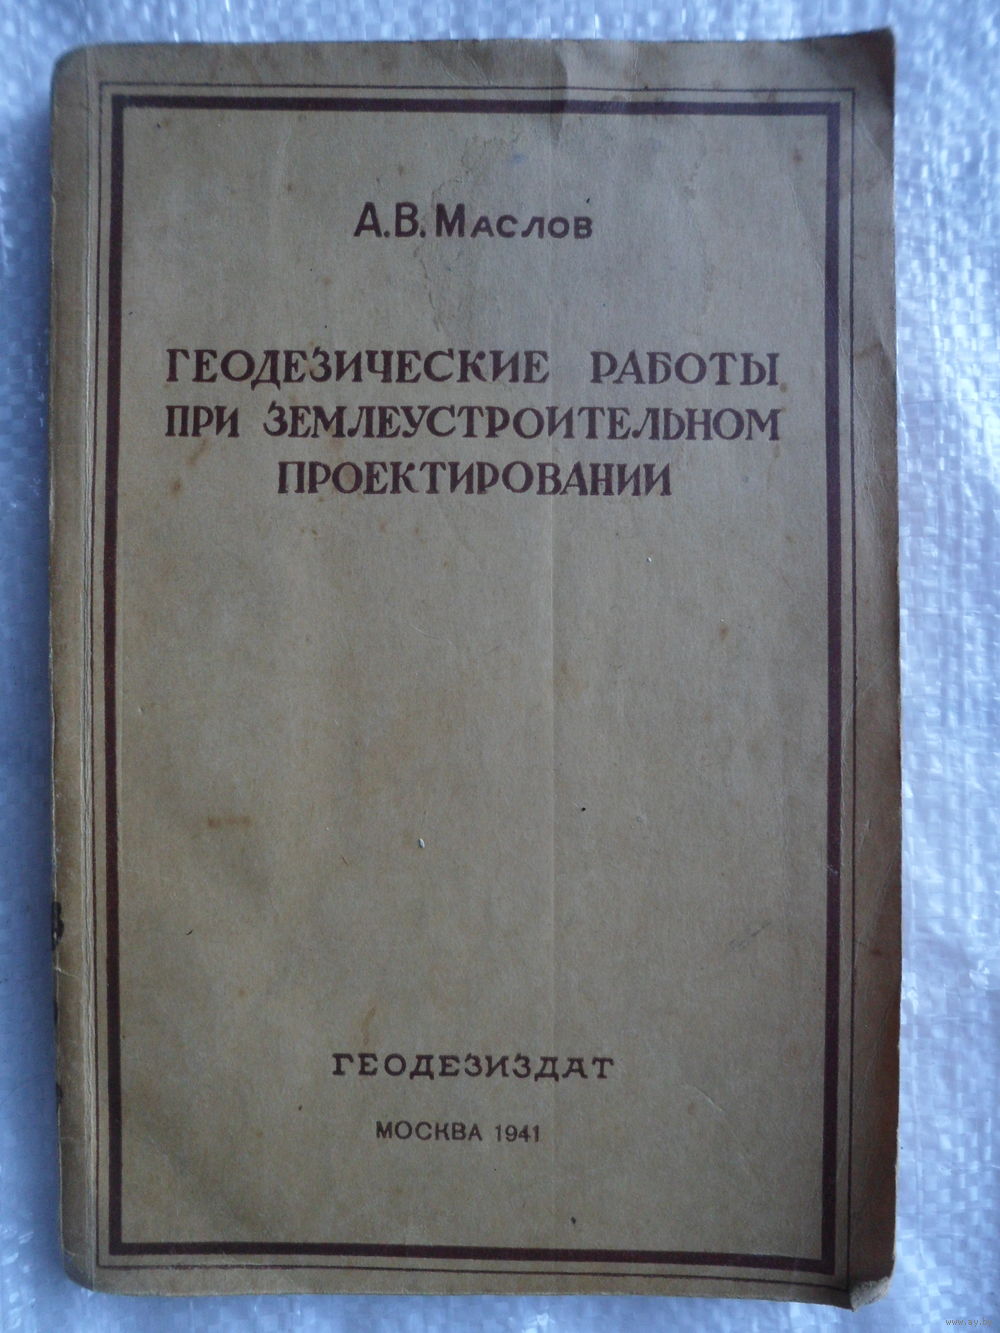 А.В. Маслов
ГЕОДЕЗИЧЕСКИЕ РАБОТЫ
ПРИ ЗЕМЛЕУСТРОИТЕЛЬНОМ
ПРОЕКТИРОВАНИИ
ГЕОДЕЗИЗДАТ
МОСКВА 1941